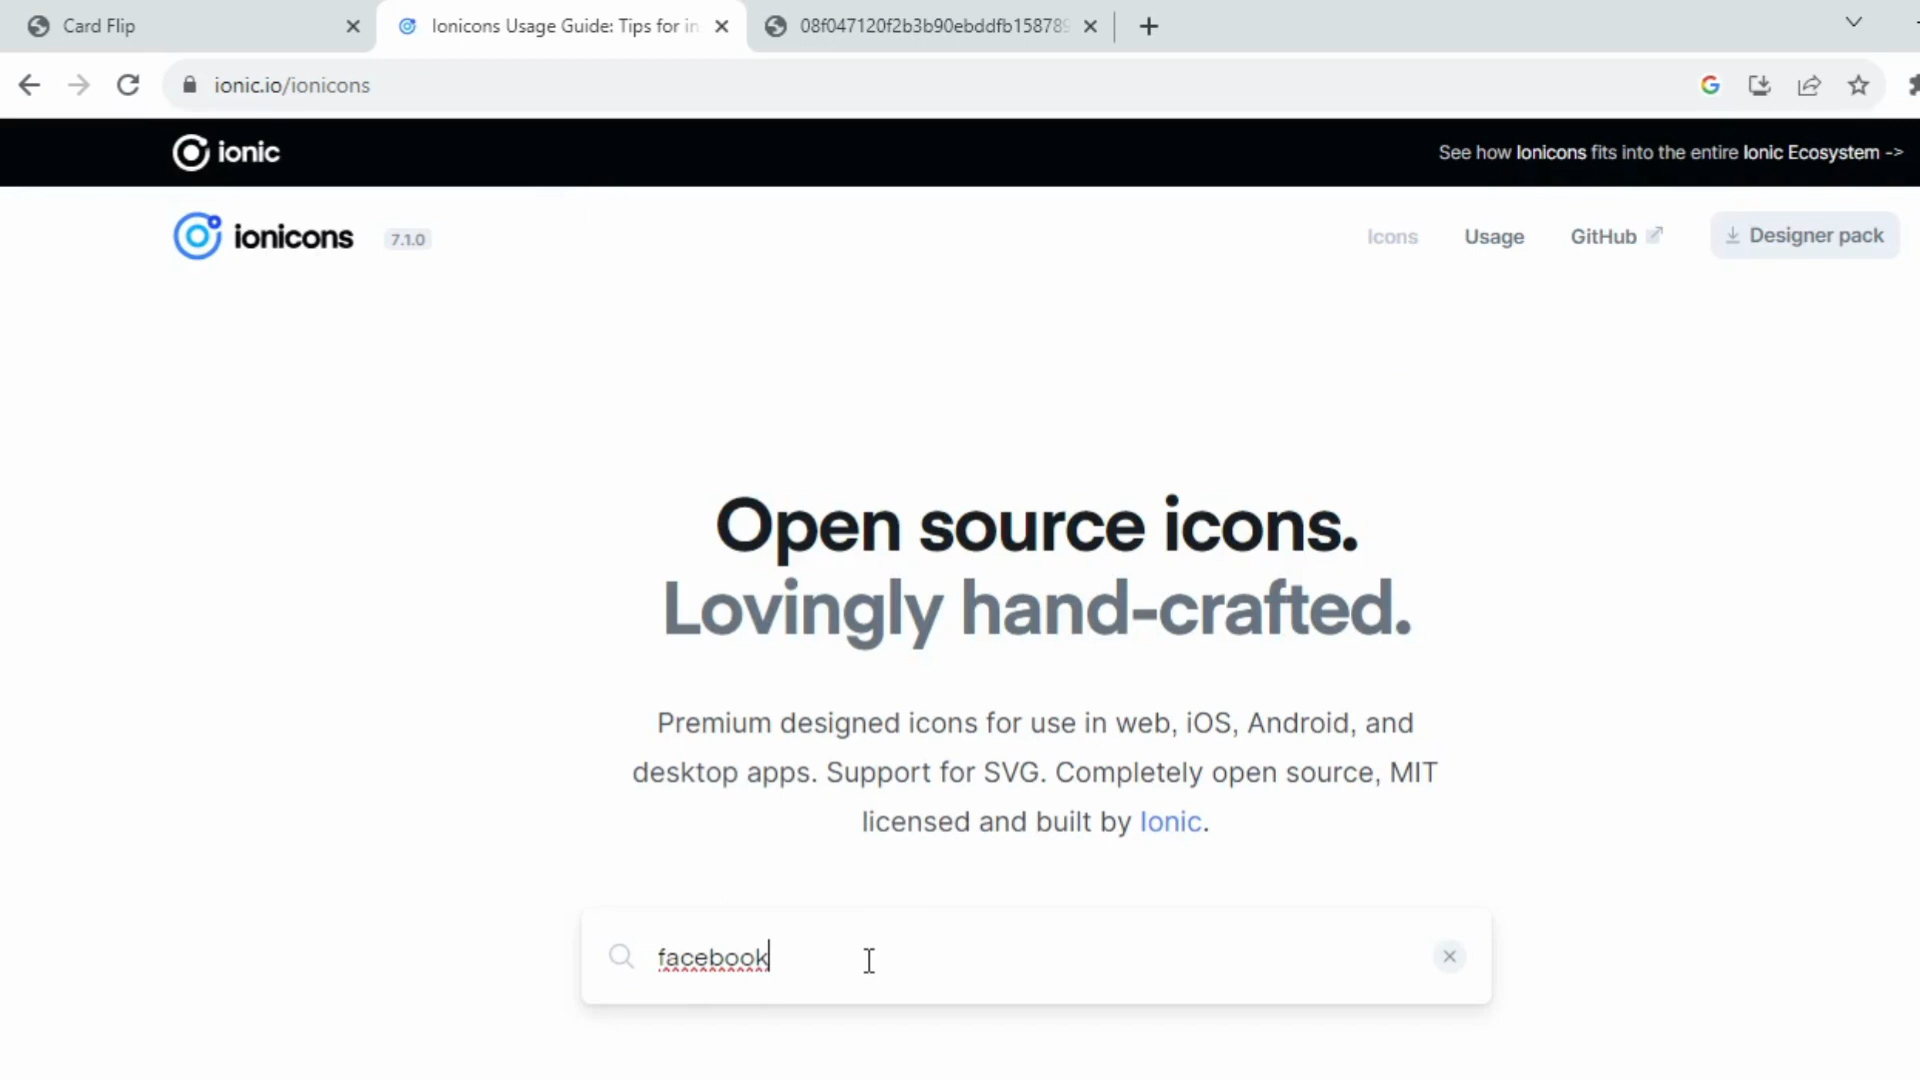 Card Flip
Ionicons Usage Guide: Tips for in
08f047120f2b3b90ebddfb158789
ionic.io/ionicons
ionic
See how Ionicons fits into the entire Ionic Ecosystem ->
ionicons 7.1.0
Icons
Usage
GitHub
Designer pack
Open source icons.
Lovingly hand-crafted.
Premium designed icons for use in web, iOS, Android, and
desktop apps. Support for SVG. Completely open source, MIT
licensed and built by Ionic.
facebook